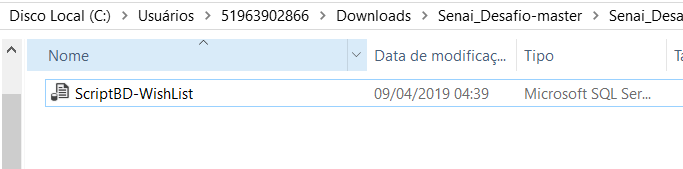 Disco Local (C:) > Usuários > 51963902866 > Downloads > Senai_Desafio-master > Senai_Desa
Nome Data de modificaç... Tipo Ta
ScriptBD-WishList 09/04/2019 04:39 Microsoft SQL Ser...